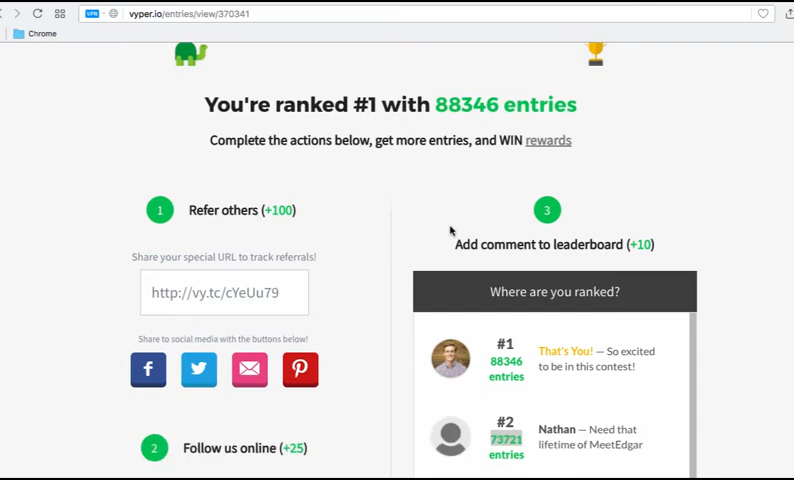 VPN
vyper.io/entries/view/370341
Chrome
You're ranked #1 with 88346 entries
Complete the actions below, get more entries, and WIN rewards
1
Refer others (+100)
Share your special URL to track referrals!
http://vy.tc/cYeUu79
Share to social media with the buttons below!
f
2
Follow us online (+25)
3
Add comment to leaderboard (+10)
Where are you ranked?
#1
88346
entries
That's You! — So excited
to be in this contest!
#2
73721
entries
Nathan — Need that
lifetime of MeetEdgar